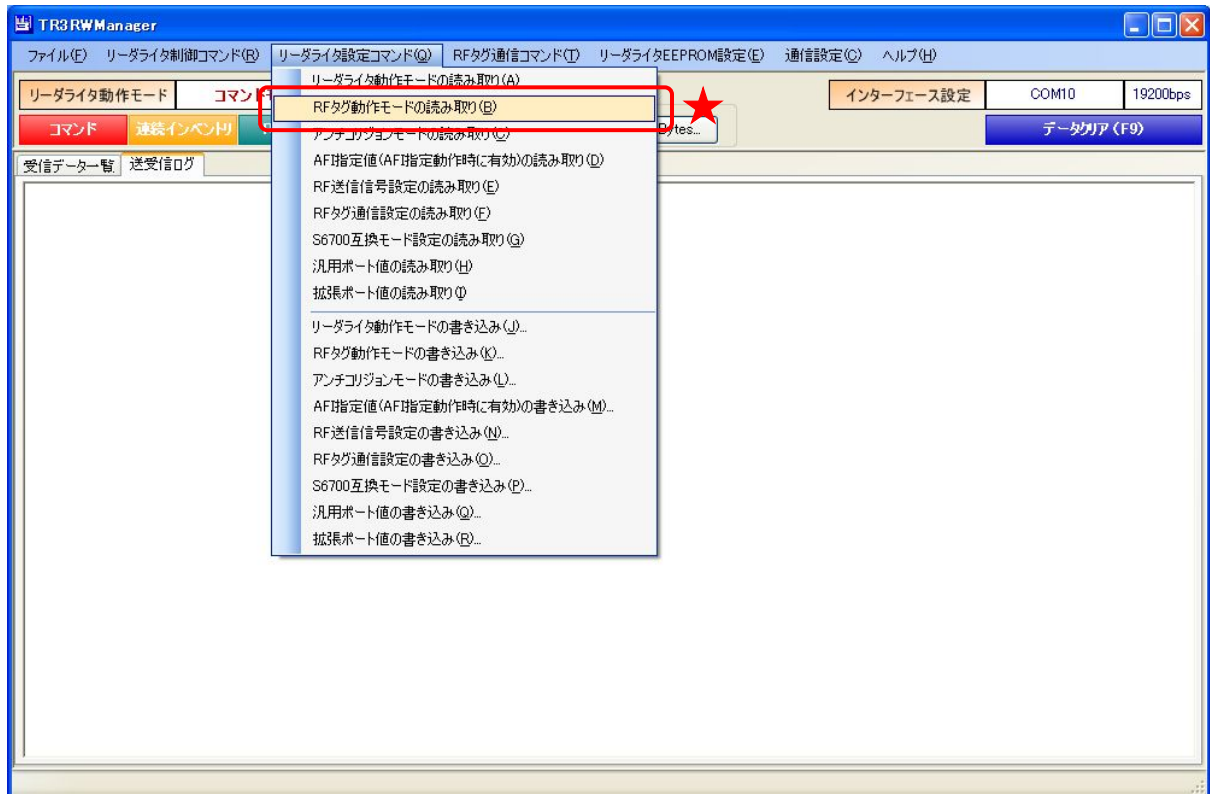 TR3RWManager
ファイル(F) リーダライタ制御コマンド(R) リーダライタ設定コマンド(Q) RFタグ通信コマンド(T) リーダライタEEPROM設定(E) 通信設定(C) ヘルプ(H)
リーダライタ動作モード コマンド
インターフェース設定 COM10 19200bps
コマンド 連続インベントリ
Bytes...
データクリア(F9)
受信データ一覧 送受信ログ
リーダライタ動作モードの読み取り(A)
RFタグ動作モードの読み取り(B)
アンチコリジョンモードの読み取り(C)
AFI指定値(AFI指定動作時に有効)の読み取り(D)
RF送信信号設定の読み取り(E)
RFタグ通信設定の読み取り(F)
S6700互換モード設定の読み取り(G)
汎用ポート値の読み取り(H)
拡張ポート値の読み取り(I)
リーダライタ動作モードの書き込み(J)...
RFタグ動作モードの書き込み(K)...
アンチコリジョンモードの書き込み(L)...
AFI指定値(AFI指定動作時に有効)の書き込み(M)...
RF送信信号設定の書き込み(N)...
RFタグ通信設定の書き込み(O)...
S6700互換モード設定の書き込み(P)...
汎用ポート値の書き込み(Q)...
拡張ポート値の書き込み(R)...